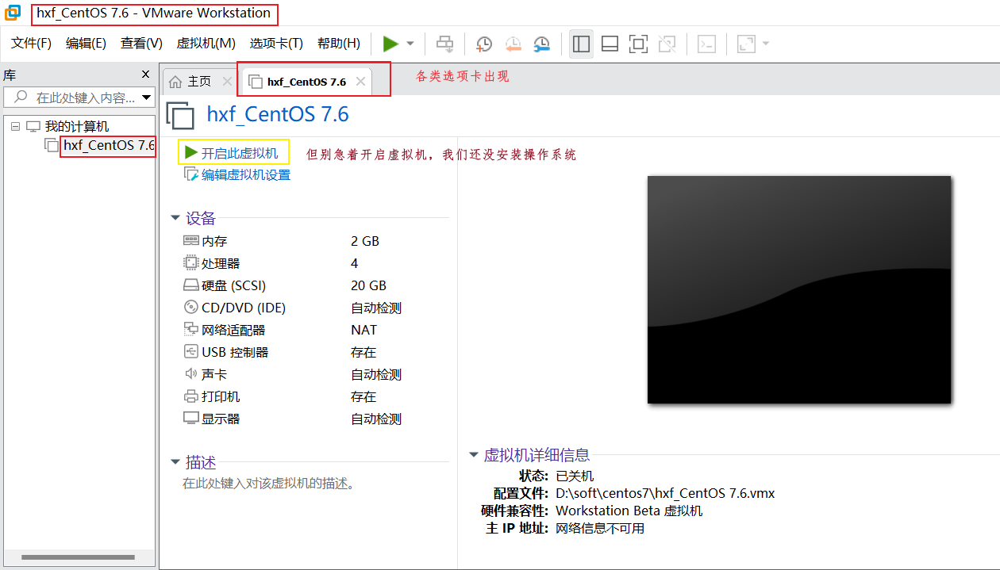 hxf_CentOS 7.6 - VMware Workstation
文件(F) 编辑(E) 查看(V) 虚拟机(M) 选项卡(T) 帮助(H)
库
在此处键入内容...
我的计算机
hxf_CentOS 7.6
主页
hxf_CentOS 7.6
各类选项卡出现
hxf_CentOS 7.6
开启此虚拟机
但别急着开启虚拟机，我们还没安装操作系统
编辑虚拟机设置
设备
内存 2 GB
处理器 4
硬盘 (SCSI) 20 GB
CD/DVD (IDE) 自动检测
网络适配器 NAT
USB 控制器 存在
声卡 自动检测
打印机 存在
显示器 自动检测
描述
在此处键入对该虚拟机的描述。
虚拟机详细信息
状态: 已关机
配置文件: D:\soft\centos7\hxf_CentOS 7.6.vmx
硬件兼容性: Workstation Beta 虚拟机
主 IP 地址: 网络信息不可用